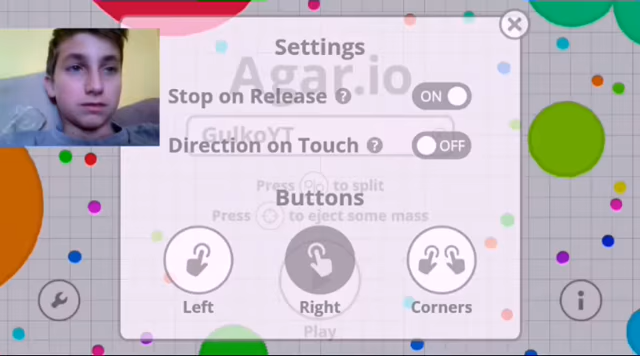 Settings
Agar.io
Stop on Release ? ON
GulkoYT
Direction on Touch ? OFF
Press to split
Buttons
Press to eject some mass
Left Right Corners
Play